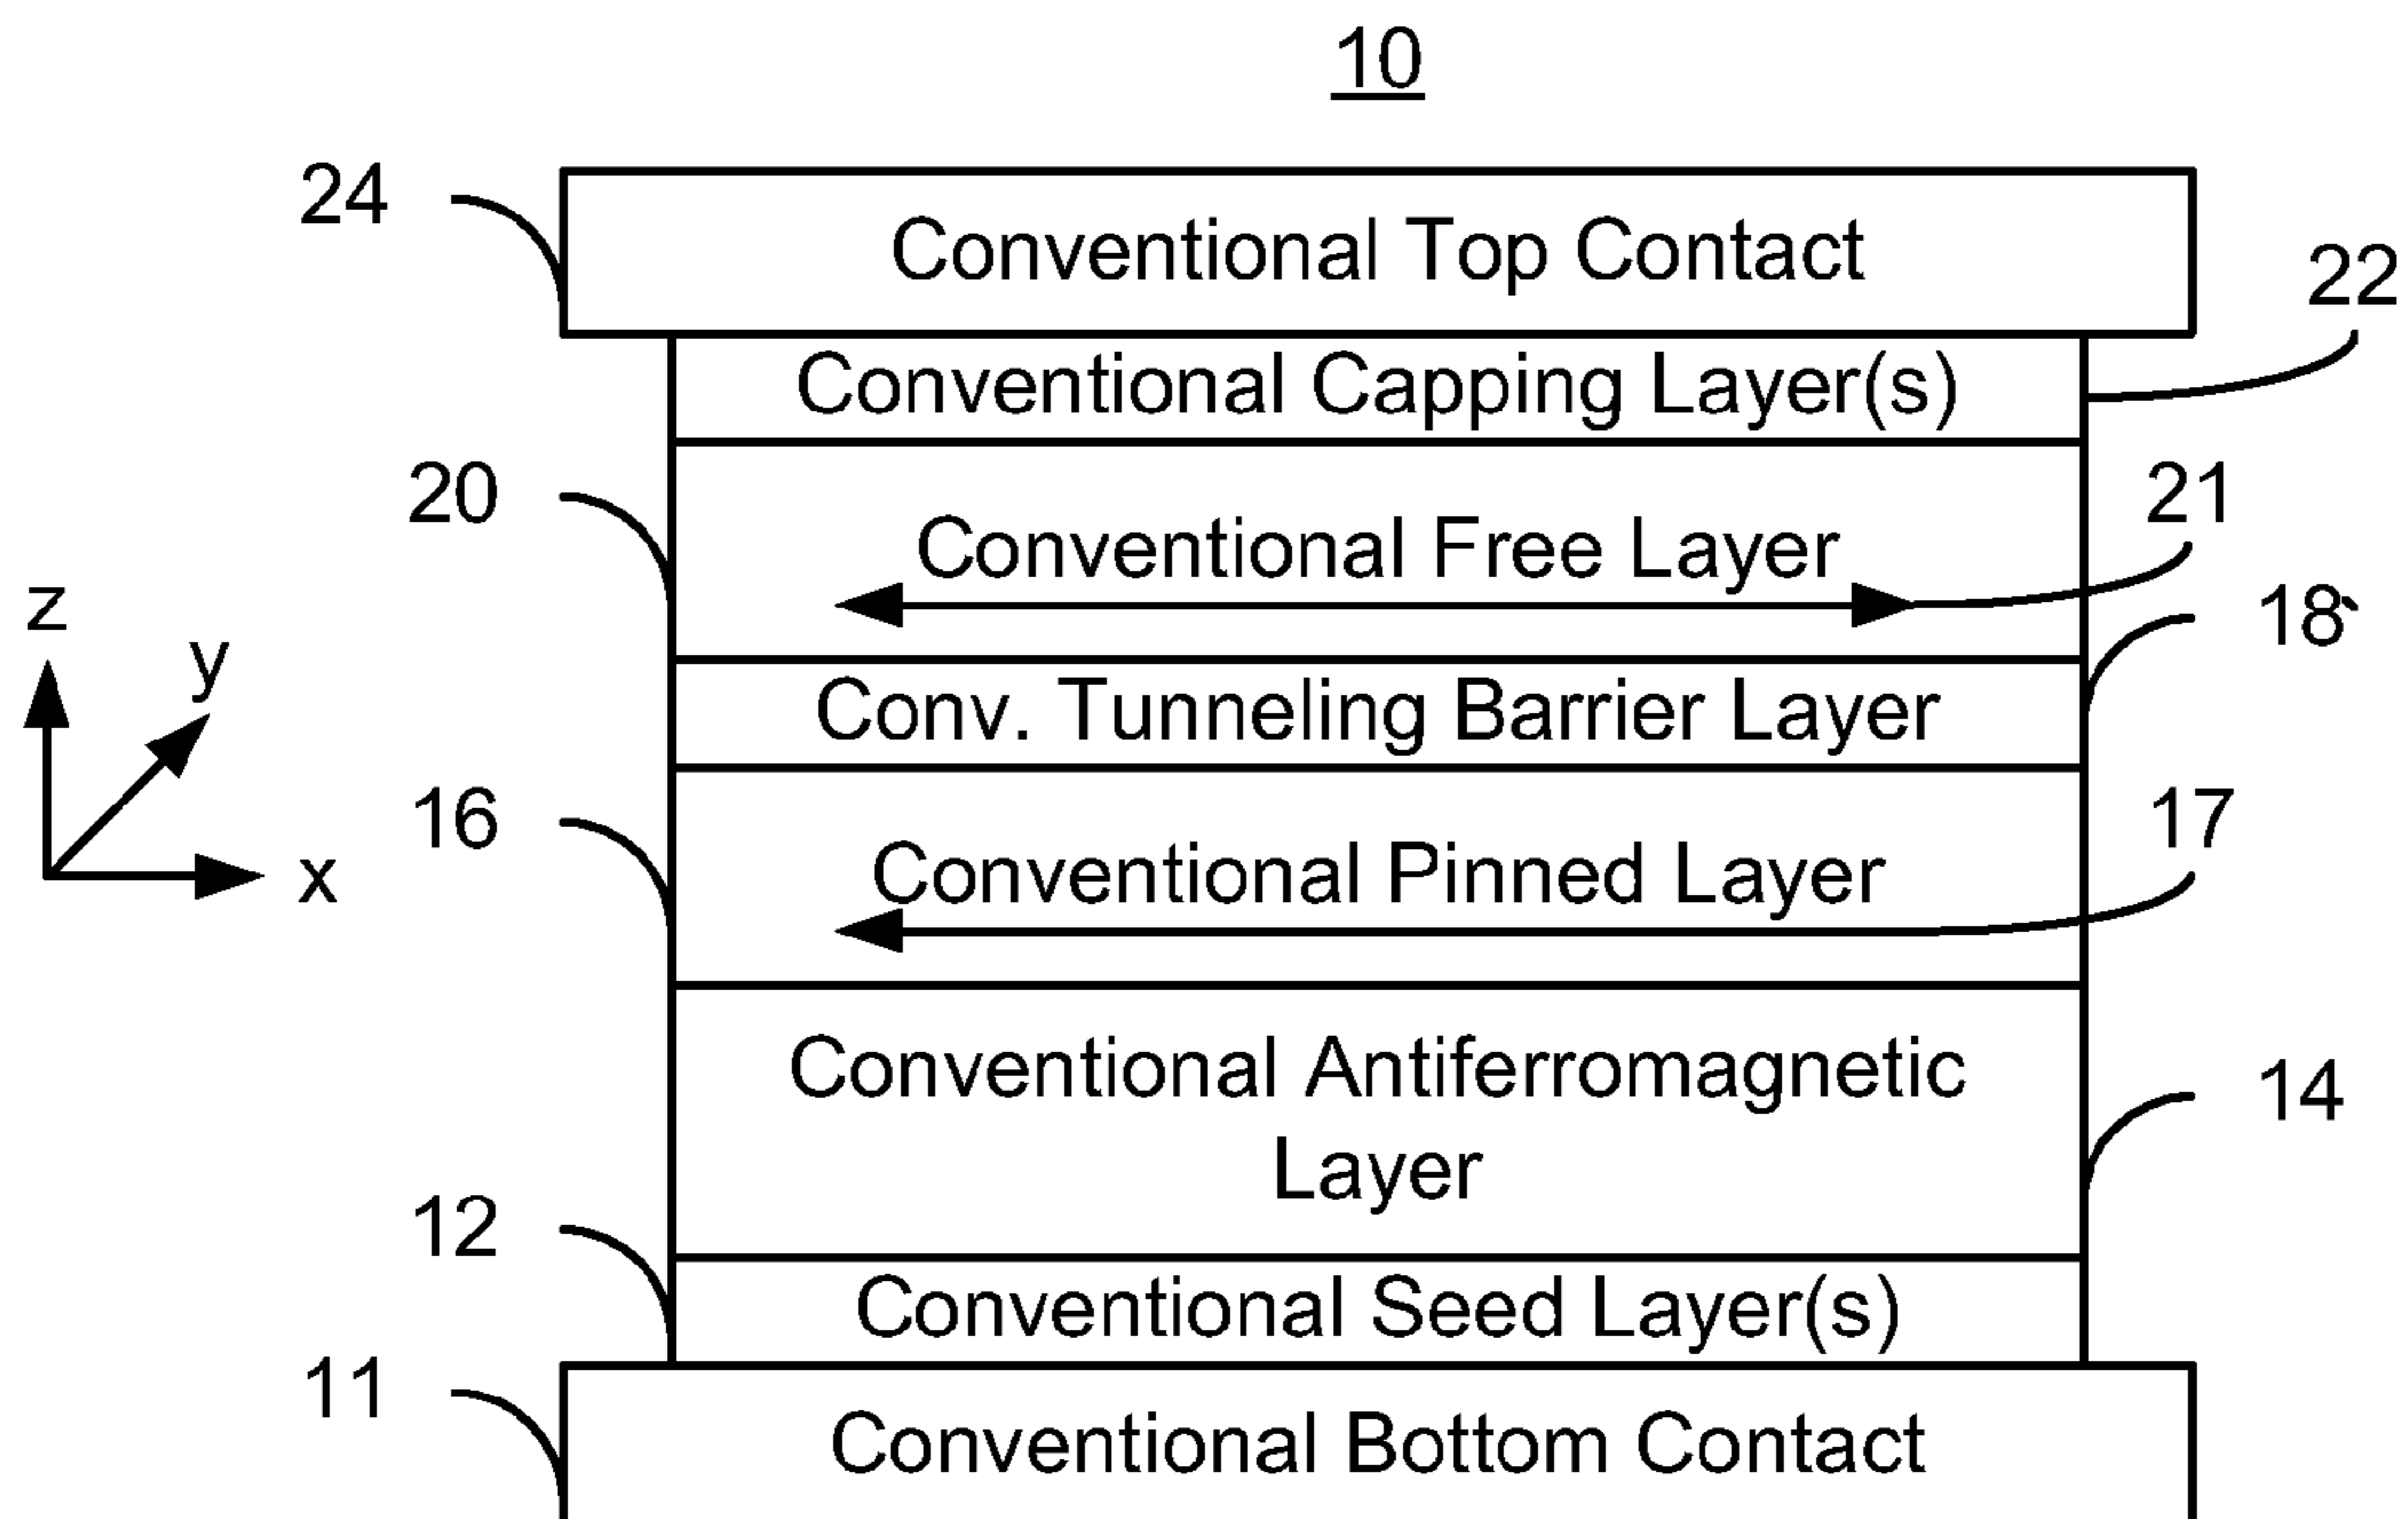 10
24
Conventional Top Contact
22
Conventional Capping Layer(s)
20
21
Conventional Free Layer
18`
z
y
Conv. Tunneling Barrier Layer
16
17
x
Conventional Pinned Layer
Conventional Antiferromagnetic
14
Layer
12
Conventional Seed Layer(s)
11
Conventional Bottom Contact